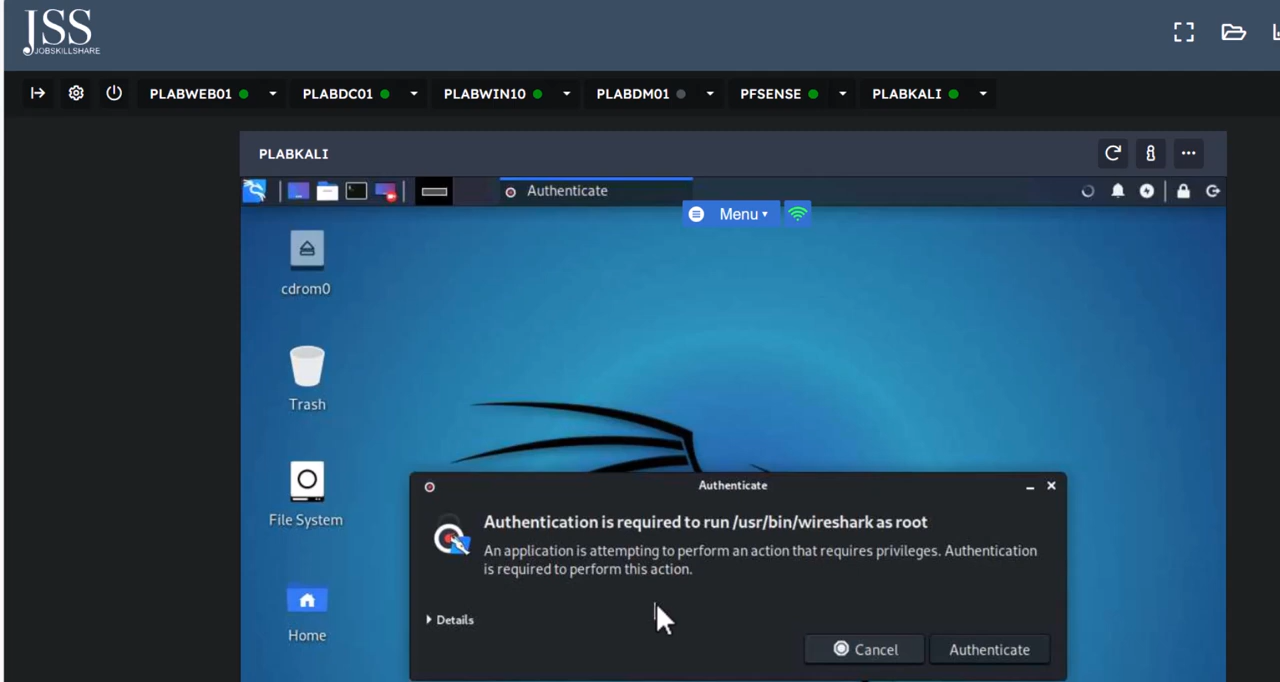 JSS
JOBSKILLSHARE
PLABWEB01 PLABDC01 PLABWIN10 PLABDM01 PFSENSE PLABKALI
PLABKALI
Authenticate
Menu
cdrom0
Trash
File System
Home
Authenticate
Authentication is required to run /usr/bin/wireshark as root
An application is attempting to perform an action that requires privileges. Authentication
is required to perform this action.
Details
Cancel Authenticate